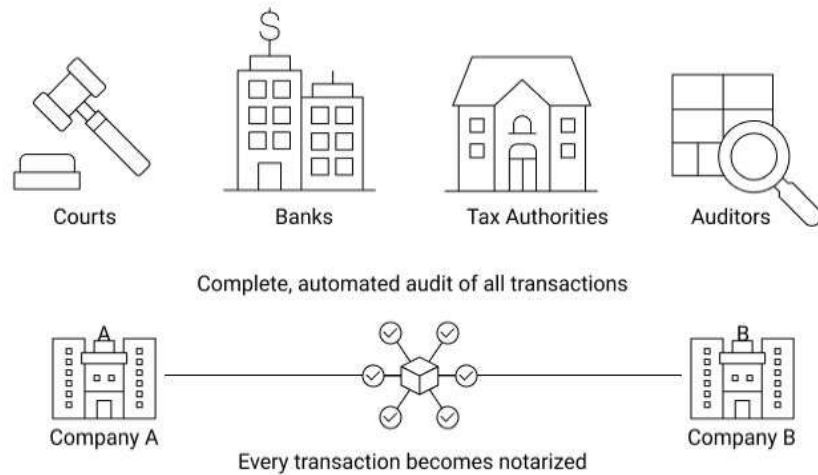 $
Courts
Banks
Tax Authorities
Auditors
Complete, automated audit of all transactions
A
B
Company A
Company B
Every transaction becomes notarized